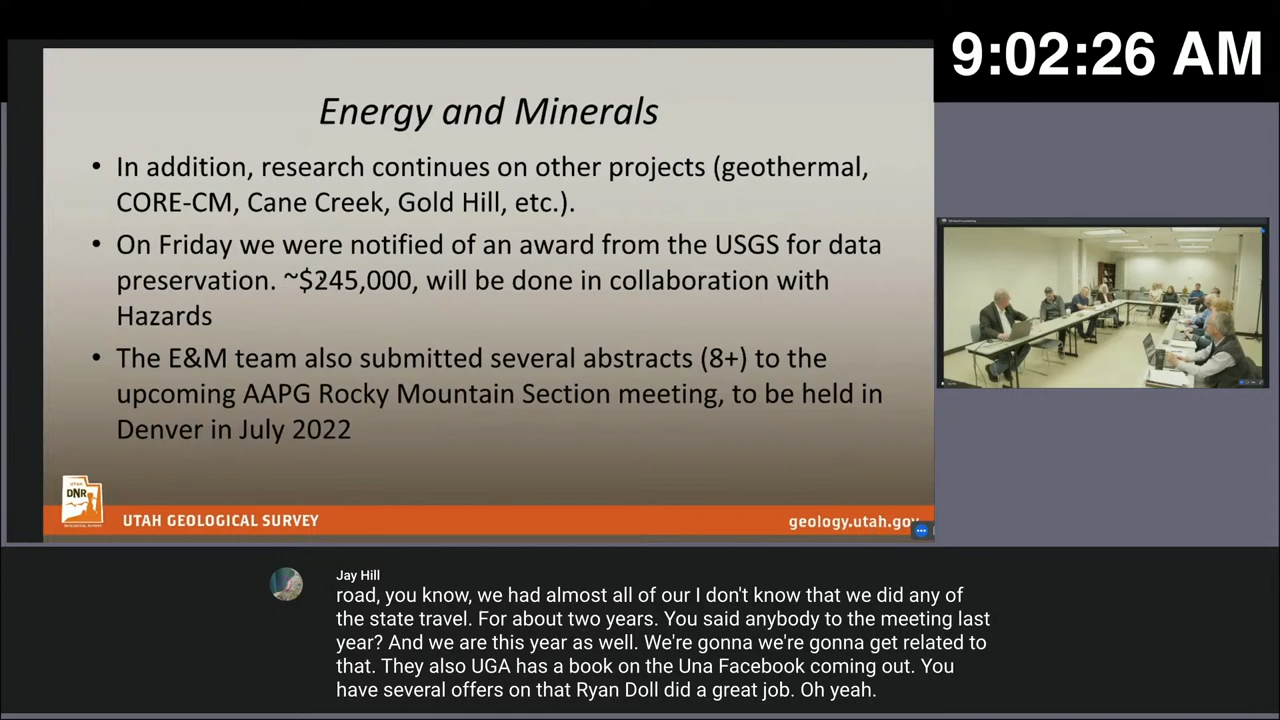 9:02:26 AM
Energy and Minerals
• In addition, research continues on other projects (geothermal,
CORE-CM, Cane Creek, Gold Hill, etc.).
• On Friday we were notified of an award from the USGS for data
preservation. ~$245,000, will be done in collaboration with
Hazards
• The E&M team also submitted several abstracts (8+) to the
upcoming AAPG Rocky Mountain Section meeting, to be held in
Denver in July 2022
UTAH
DNR
UTAH GEOLOGICAL SURVEY
geology.utah.gov
Jay Hill
road, you know, we had almost all of our I don't know that we did any of
the state travel. For about two years. You said anybody to the meeting last
year? And we are this year as well. We're gonna we're gonna get related to
that. They also UGA has a book on the Una Facebook coming out. You
have several offers on that Ryan Doll did a great job. Oh yeah.